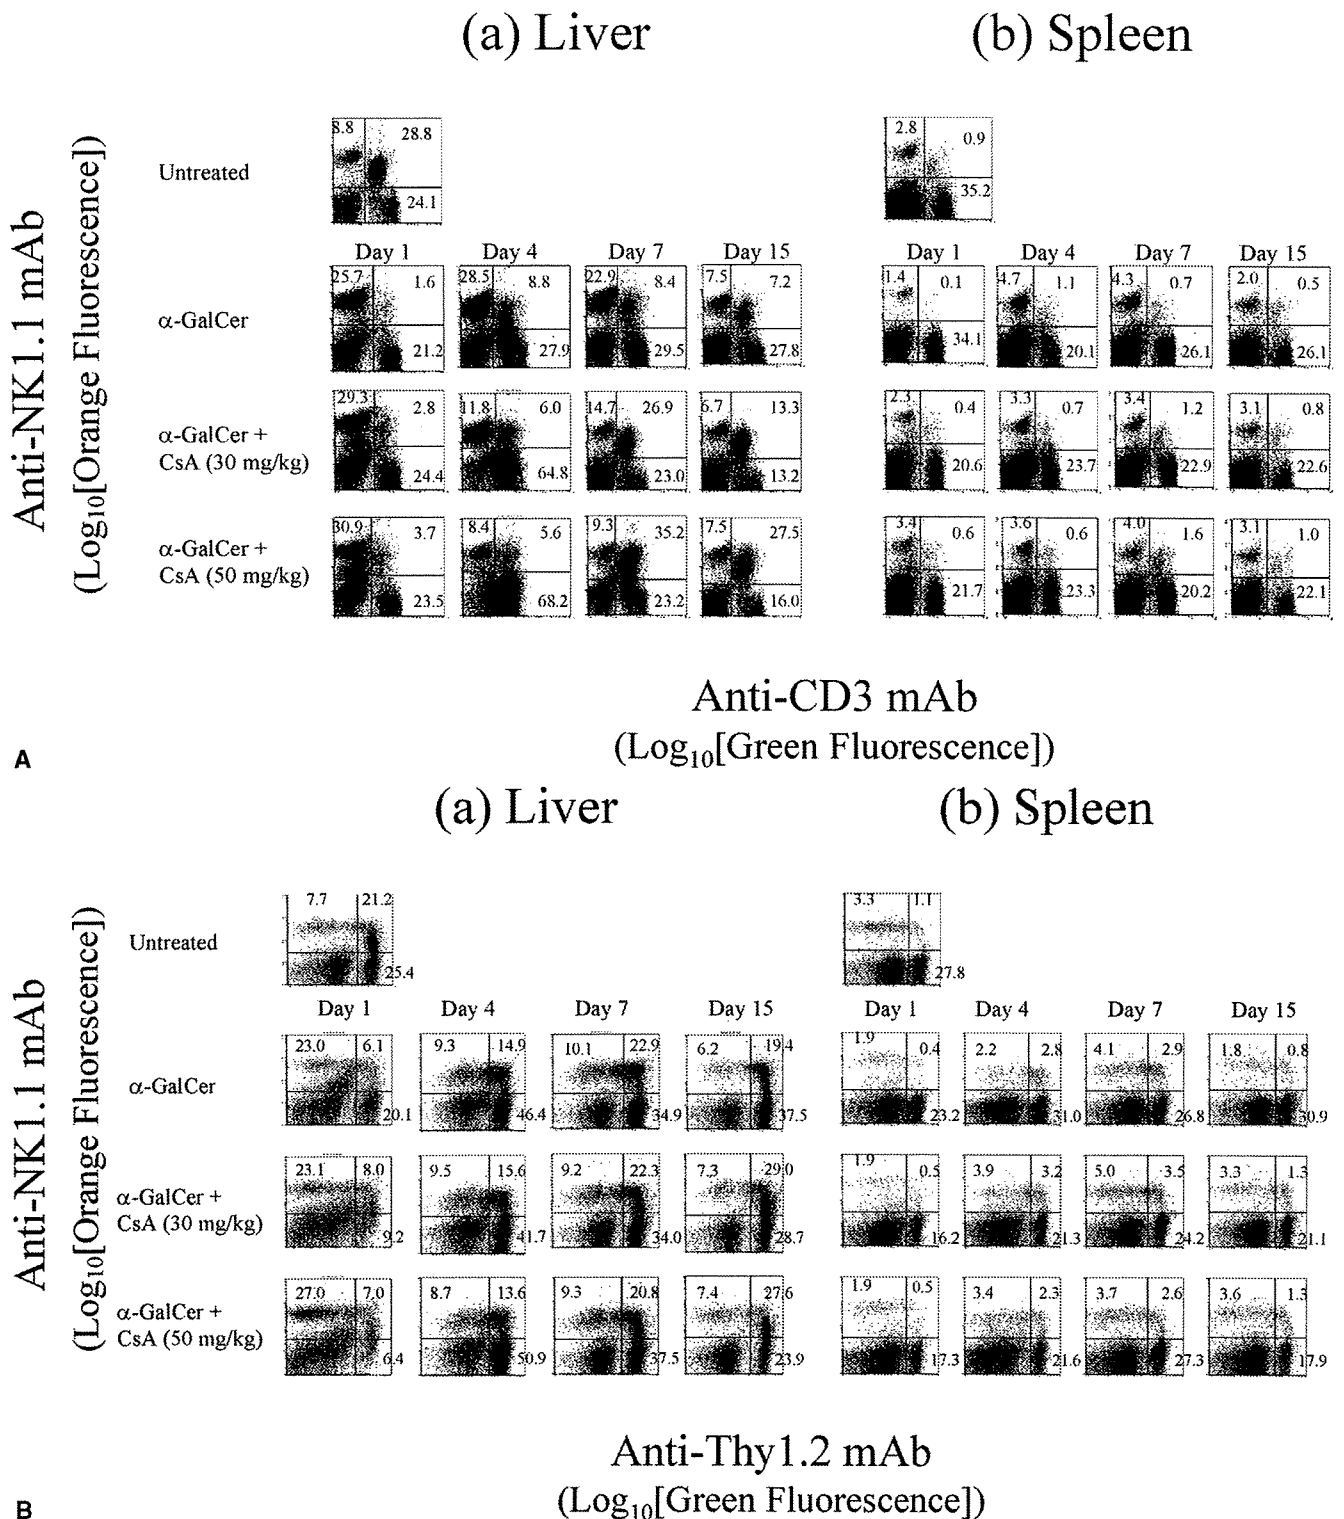 (a) Liver (b) Spleen
Anti-NK1.1 mAb
(Log10[Orange Fluorescence])
Untreated
8.8 28.8 24.1
2.8 0.9 35.2
Day 1 Day 4 Day 7 Day 15 Day 1 Day 4 Day 7 Day 15
α-GalCer
25.7 1.6 28.5 8.8 22.9 8.4 7.5 7.2 1.4 0.1 4.7 1.1 4.3 0.7 2.0 0.5
21.2 27.9 29.5 27.8 34.1 20.1 26.1 26.1
α-GalCer +
CsA (30 mg/kg)
29.3 2.8 11.8 6.0 14.7 26.9 6.7 13.3 2.3 0.4 3.3 0.7 3.4 1.2 3.1 0.8
24.4 64.8 23.0 13.2 20.6 23.7 22.9 22.6
α-GalCer +
CsA (50 mg/kg)
30.9 3.7 8.4 5.6 9.3 35.2 7.5 27.5 3.4 0.6 3.6 0.6 4.0 1.6 3.1 1.0
23.5 68.2 23.2 16.0 21.7 23.3 20.2 22.1
Anti-CD3 mAb
(Log10[Green Fluorescence])
A
(a) Liver (b) Spleen
Anti-NK1.1 mAb
(Log10[Orange Fluorescence])
Untreated
7.7 21.2 25.4
3.3 1.1 27.8
Day 1 Day 4 Day 7 Day 15 Day 1 Day 4 Day 7 Day 15
α-GalCer
23.0 6.1 9.3 14.9 10.1 22.9 6.2 19.4 1.9 0.4 2.2 2.8 4.1 2.9 1.8 0.8
20.1 46.4 34.9 37.5 23.2 31.0 26.8 30.9
α-GalCer +
CsA (30 mg/kg)
23.1 8.0 9.5 15.6 9.2 22.3 7.3 29.0 1.9 0.5 3.9 3.2 5.0 3.5 3.3 1.3
9.2 41.7 34.0 28.7 16.2 21.3 24.2 21.1
α-GalCer +
CsA (50 mg/kg)
27.0 7.0 8.7 13.6 9.3 20.8 7.4 27.6 1.9 0.5 3.4 2.3 3.7 2.6 3.6 1.3
6.4 50.9 37.5 23.9 17.3 21.6 27.3 17.9
Anti-Thy1.2 mAb
(Log10[Green Fluorescence])
B